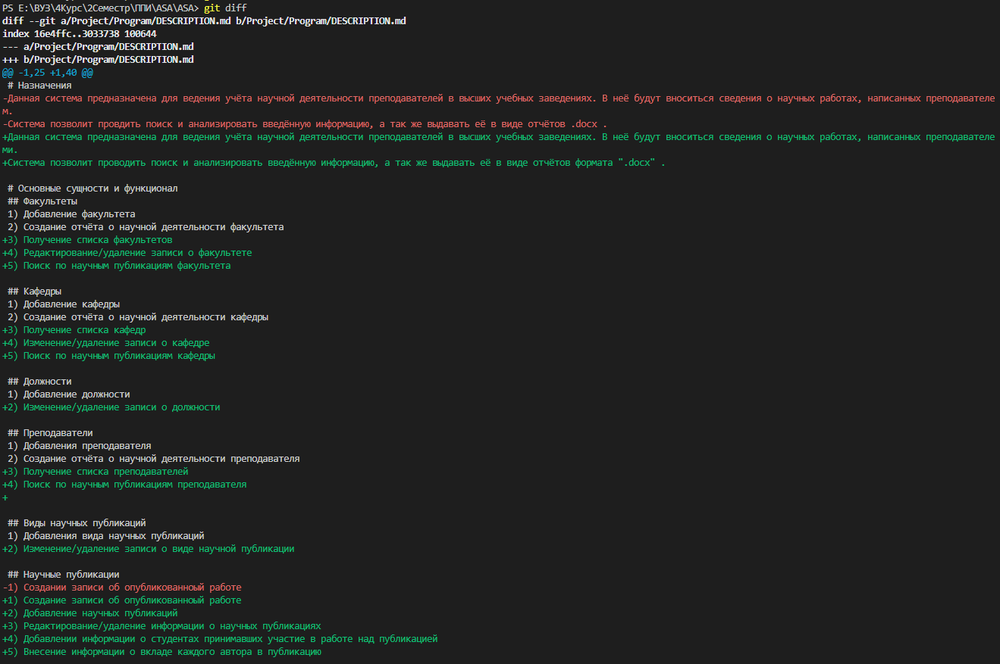 PS E:\ВУЗ\4Курс\2Семестр\ППИ\ASA\ASA> git diff
diff --git a/Project/Program/DESCRIPTION.md b/Project/Program/DESCRIPTION.md
index 16e4ffc..3033738 100644
--- a/Project/Program/DESCRIPTION.md
+++ b/Project/Program/DESCRIPTION.md
@@ -1,25 +1,40 @@
 # Назначения
-Данная система предназначена для ведения учёта научной деятельности преподавателей в высших учебных заведениях. В неё будут вноситься сведения о научных работах, написанных преподавателе
м.
-Система позволит провдить поиск и анализировать введённую информацию, а так же выдавать её в виде отчётов .docx .
+Данная система предназначена для ведения учёта научной деятельности преподавателей в высших учебных заведениях. В неё будут вноситься сведения о научных работах, написанных преподавателе
ми.
+Система позволит проводить поиск и анализировать введённую информацию, а так же выдавать её в виде отчётов формата ".docx" .

 # Основные сущности и функционал
 ## Факультеты
 1) Добавление факультета
 2) Создание отчёта о научной деятельности факультета
+3) Получение списка факультетов
+4) Редактирование/удаление записи о факультете
+5) Поиск по научным публикациям факультета

 ## Кафедры
 1) Добавление кафедры
 2) Создание отчёта о научной деятельности кафедры
+3) Получение списка кафедр
+4) Изменение/удаление записи о кафедре
+5) Поиск по научным публикациям кафедры

 ## Должности
 1) Добавление должности
+2) Изменение/удаление записи о должности

 ## Преподаватели
 1) Добавления преподавателя
 2) Создание отчёта о научной деятельности преподавателя
+3) Получение списка преподавателей
+4) Поиск по научным публикациям преподавателя
+

 ## Виды научных публикаций
 1) Добавления вида научных публикаций
+2) Изменение/удаление записи о виде научной публикации

 ## Научные публикации
-1) Создании записи об опубликованноый работе
+1) Создание записи об опубликованноый работе
+2) Добавление научных публикаций
+3) Редактирование/удаление информации о научных публикациях
+4) Добавлении информации о студентах принимавших участие в работе над публикацией
+5) Внесение информации о вкладе каждого автора в публикацию